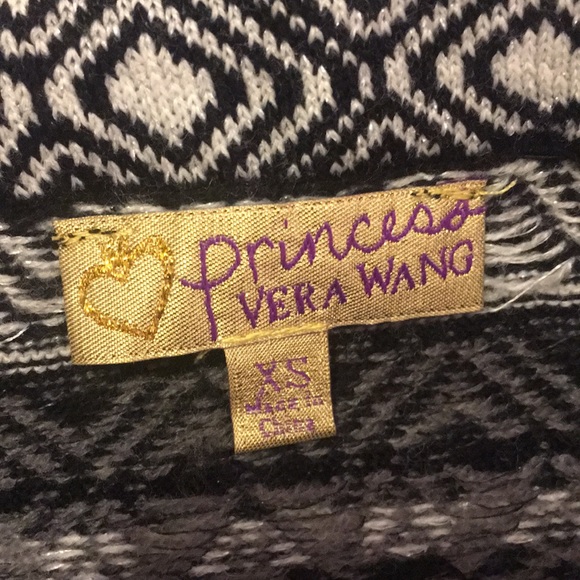 princess
VERA WANG
XS
Made in
China